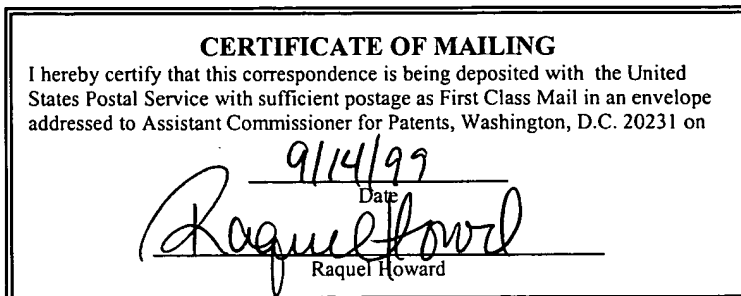 CERTIFICATE OF MAILING
I hereby certify that this correspondence is being deposited with the United
States Postal Service with sufficient postage as First Class Mail in an envelope
addressed to Assistant Commissioner for Patents, Washington, D.C. 20231 on
9/14/99
Date
Raquel Howard
Raquel Howard